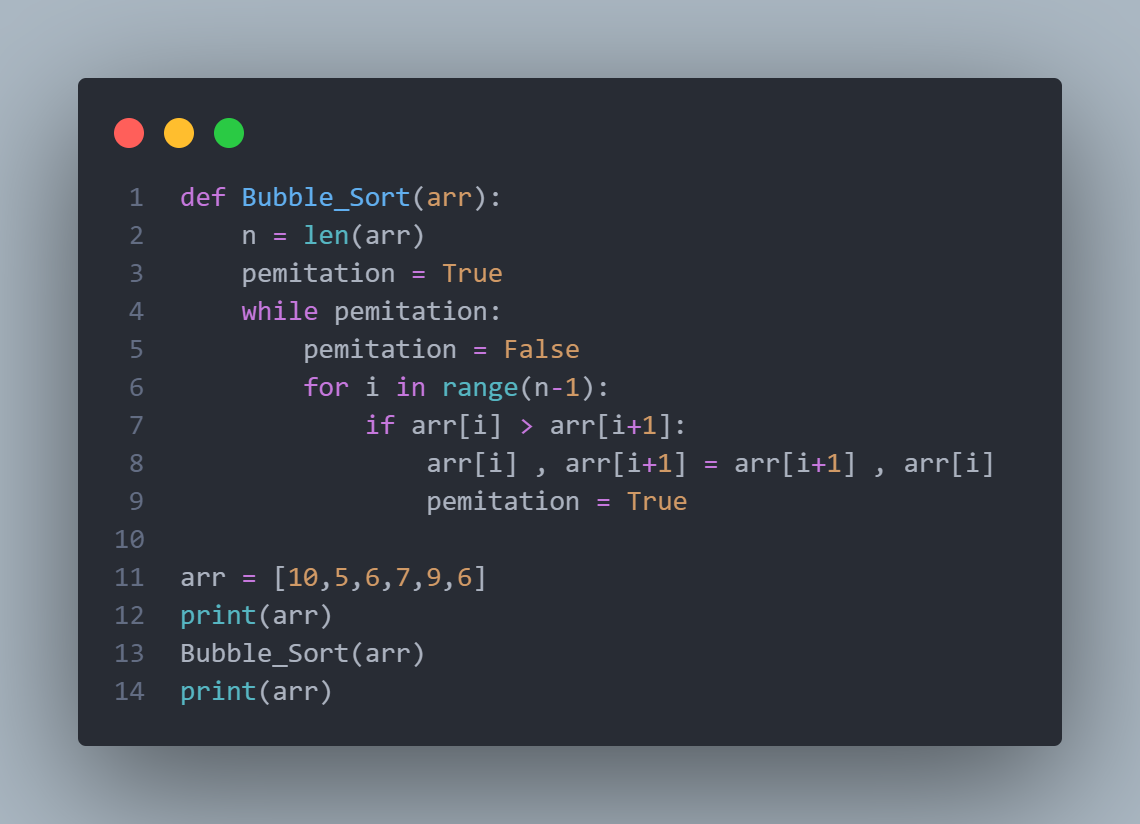 1 def Bubble_Sort(arr):
2     n = len(arr)
3     pemitation = True
4     while pemitation:
5         pemitation = False
6         for i in range(n-1):
7             if arr[i] > arr[i+1]:
8                 arr[i] , arr[i+1] = arr[i+1] , arr[i]
9                 pemitation = True
10
11 arr = [10,5,6,7,9,6]
12 print(arr)
13 Bubble_Sort(arr)
14 print(arr)